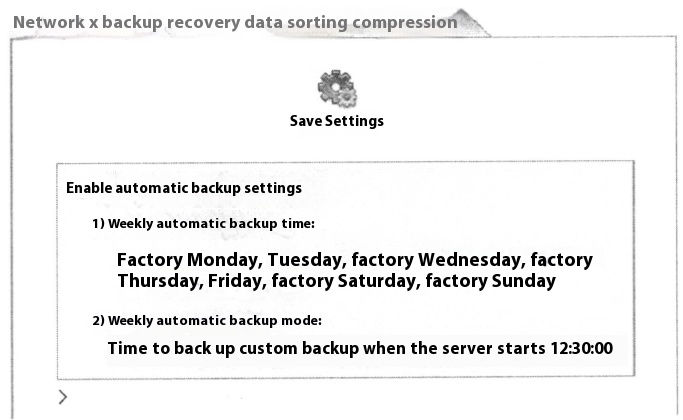 Network x backup recovery data sorting compression
Save Settings
Enable automatic backup settings
1) Weekly automatic backup time:
Factory Monday, Tuesday, factory Wednesday, factory
Thursday, Friday, factory Saturday, factory Sunday
2) Weekly automatic backup mode:
Time to back up custom backup when the server starts 12:30:00